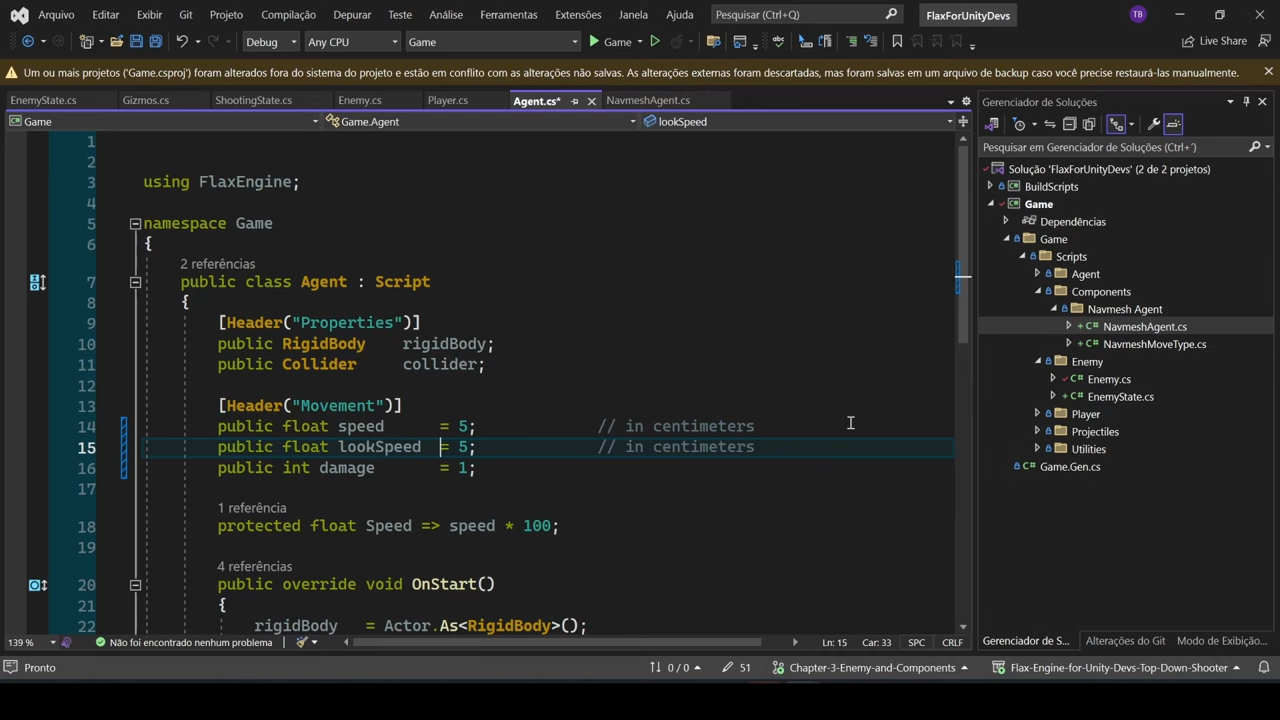 Arquivo Editar Exibir Git Projeto Compilação Depurar Teste Análise Ferramentas Extensões Janela Ajuda Pesquisar (Ctrl+Q) FlaxForUnityDevs TB
Debug Any CPU Game Game Live Share
Um ou mais projetos ('Game.csproj') foram alterados fora do sistema do projeto e estão em conflito com as alterações não salvas. As alterações externas foram descartadas, mas foram salvas em um arquivo de backup caso você precise restaurá-las manualmente.
EnemyState.cs Gizmos.cs ShootingState.cs Enemy.cs Player.cs Agent.cs* NavmeshAgent.cs
Game Game.Agent lookSpeed
1
2
3 using FlaxEngine;
4
5 namespace Game
6 {
2 referências
7 public class Agent : Script
8 {
9 [Header("Properties")]
10 public RigidBody rigidBody;
11 public Collider collider;
12
13 [Header("Movement")]
14 public float speed = 5; // in centimeters
15 public float lookSpeed = 5; // in centimeters
16 public int damage = 1;
17
1 referência
18 protected float Speed => speed * 100;
19
4 referências
20 public override void OnStart()
21 {
22 rigidBody = Actor.As<RigidBody>();
139 % Não foi encontrado nenhum problema Ln: 15 Car: 33 SPC CRLF
Gerenciador de Soluções
Pesquisar em Gerenciador de Soluções (Ctrl+´)
Solução 'FlaxForUnityDevs' (2 de 2 projetos)
BuildScripts
Game
Dependências
Game
Scripts
Agent
Components
Navmesh Agent
NavmeshAgent.cs
NavmeshMoveType.cs
Enemy
Enemy.cs
EnemyState.cs
Player
Projectiles
Utilities
Game.Gen.cs
Gerenciador de S... Alterações do Git Modo de Exibição...
Pronto 0 / 0 51 Chapter-3-Enemy-and-Components Flax-Engine-for-Unity-Devs-Top-Down-Shooter